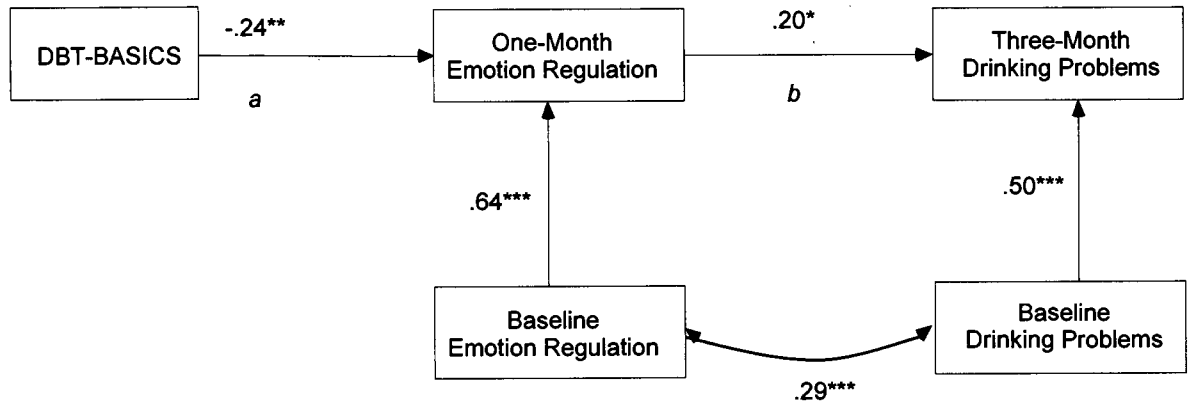 -.24**
.20*
DBT-BASICS
One-Month
Emotion Regulation
Three-Month
Drinking Problems
a
b
.64***
.50***
Baseline
Emotion Regulation
Baseline
Drinking Problems
.29***